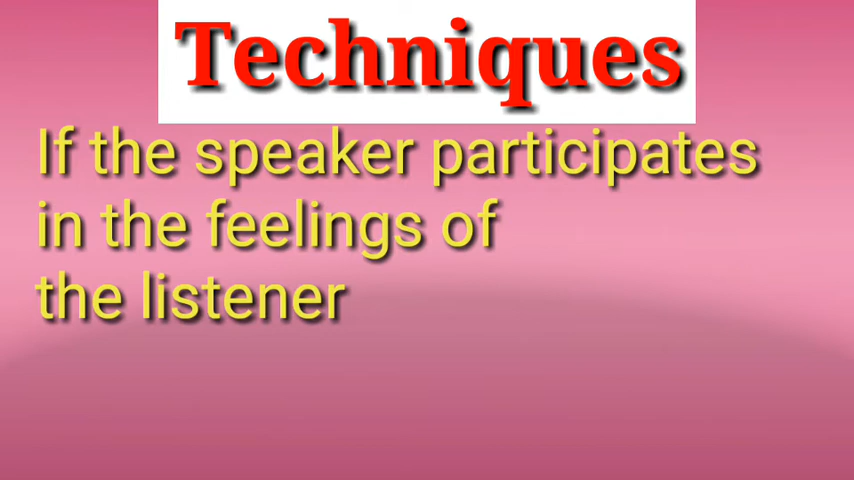 Techniques
If the speaker participates
in the feelings of
the listener